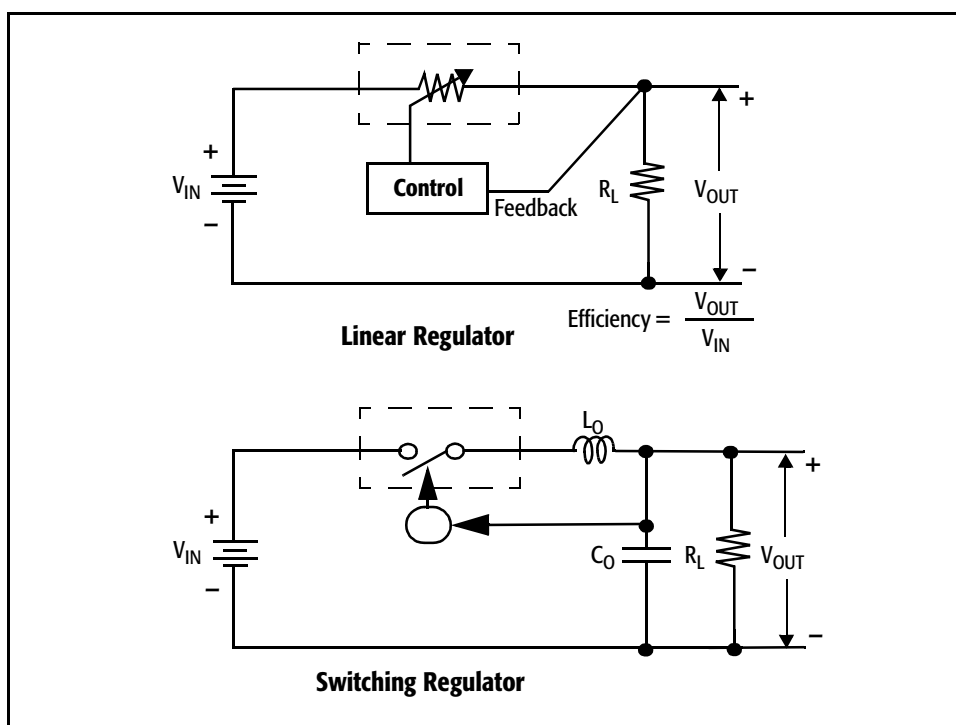 +
V_IN
−
Control
Feedback
R_L
+
V_OUT
−
Linear Regulator
Efficiency = V_OUT
V_IN
L_O
+
V_IN
−
C_O
R_L
+
V_OUT
−
Switching Regulator